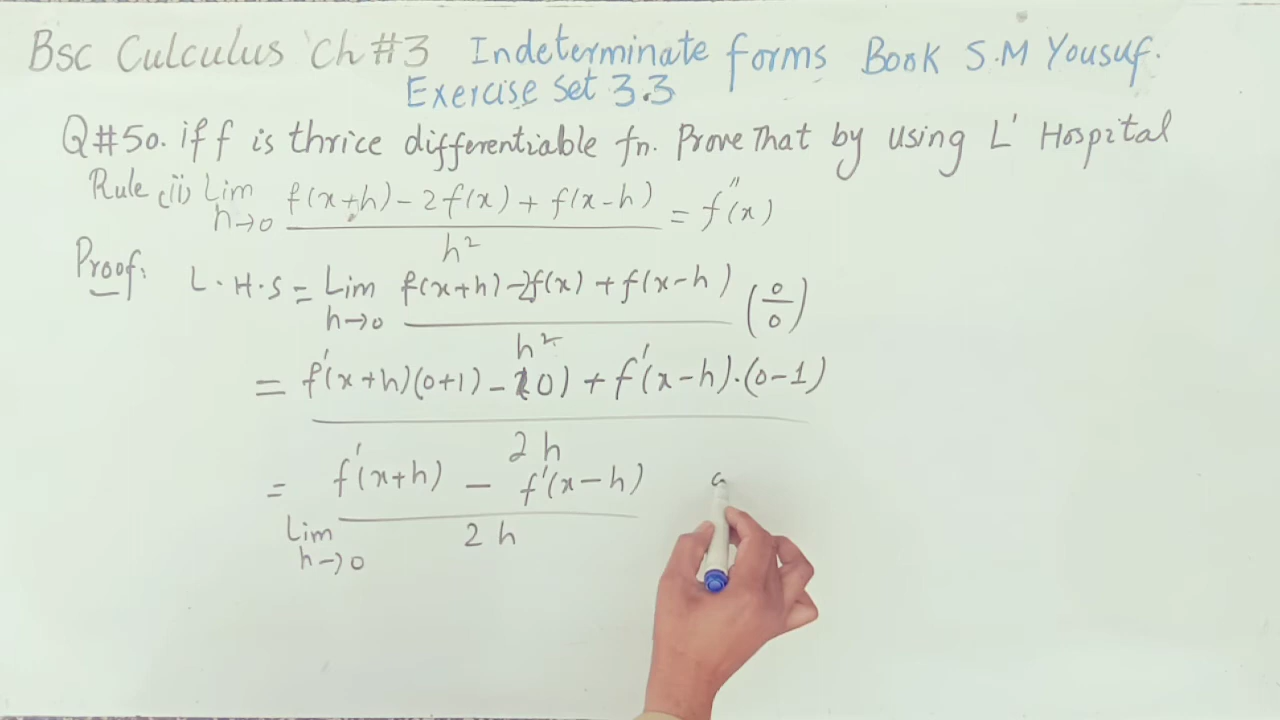 Bsc Culculus Ch #3 Indeterminate forms Book S.M Yousuf.
Exercise Set 3.3
Q#50. if f is thrice differentiable fn. Prove That by using L' Hospital
Rule (ii) Lim h→0 f(x+h) - 2f(x) + f(x-h) / h² = f''(x)
Proof: L.H.S = Lim h→0 f(x+h) - 2f(x) + f(x-h) / h² (0/0)
= f'(x+h)(0+1) - 2(0) + f'(x-h).(0-1) / 2h
= Lim h→0 f'(x+h) - f'(x-h) / 2h